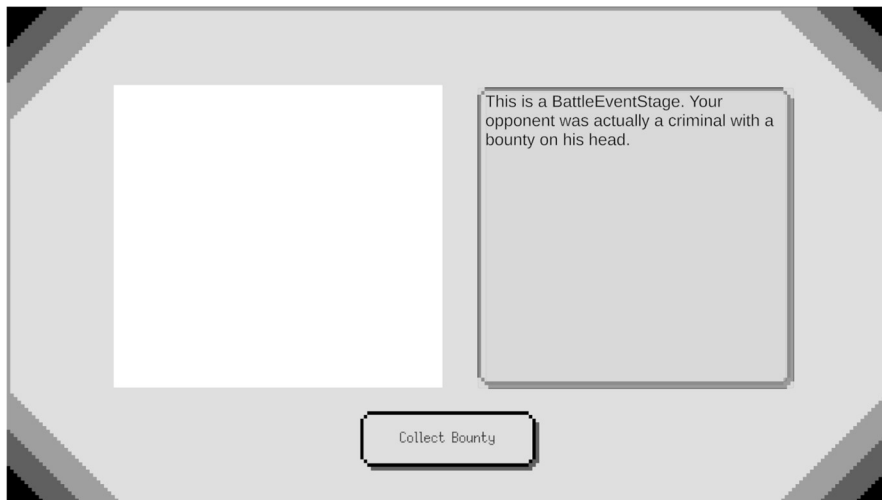 This is a BattleEventStage. Your
opponent was actually a criminal with a
bounty on his head.
Collect Bounty